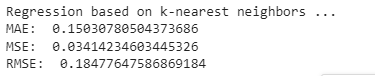 Regression based on k-nearest neighbors ...
MAE:  0.15030780504373686
MSE:  0.03414234603445326
RMSE:  0.18477647586869184